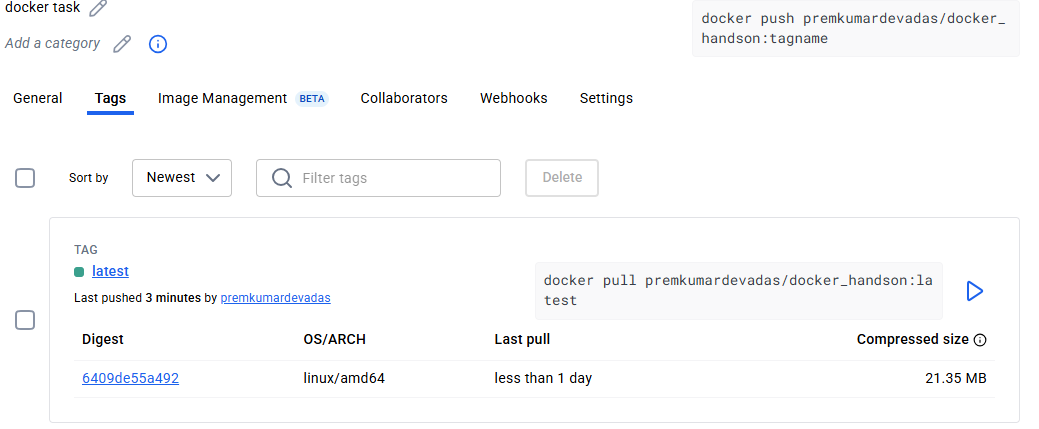 docker task
docker push premkumardevadas/docker_
handson:tagname
Add a category
General Tags Image Management BETA Collaborators Webhooks Settings
Sort by Newest Filter tags Delete
TAG
latest
docker pull premkumardevadas/docker_handson:la
test
Last pushed 3 minutes by premkumardevadas
Digest OS/ARCH Last pull Compressed size
6409de55a492 linux/amd64 less than 1 day 21.35 MB